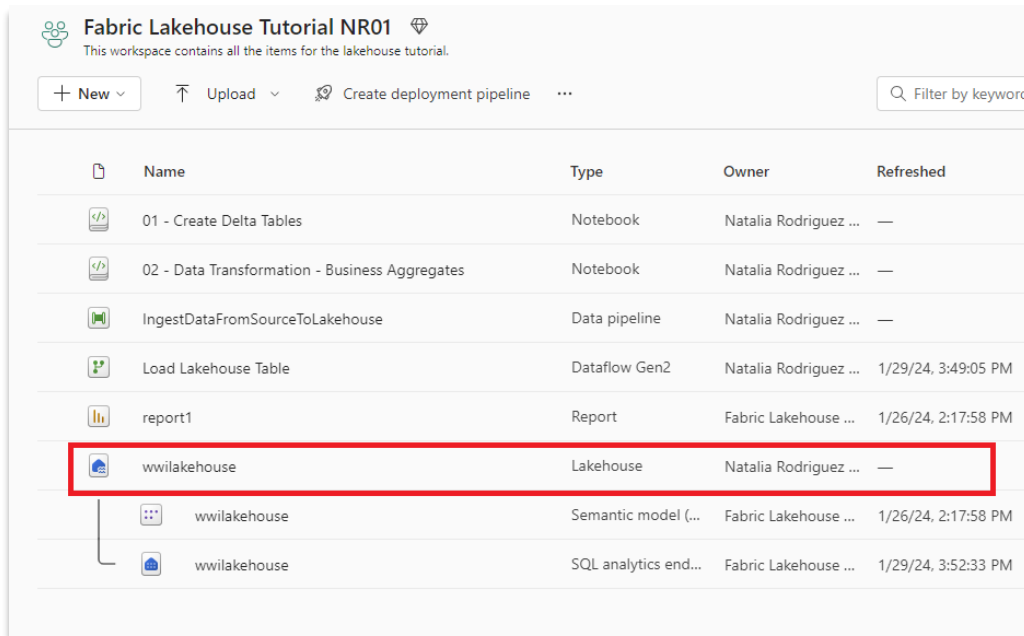 Fabric Lakehouse Tutorial NR01
This workspace contains all the items for the lakehouse tutorial.
New Upload Create deployment pipeline ... Filter by keyword
Name Type Owner Refreshed
01 - Create Delta Tables Notebook Natalia Rodriguez ... —
02 - Data Transformation - Business Aggregates Notebook Natalia Rodriguez ... —
IngestDataFromSourceToLakehouse Data pipeline Natalia Rodriguez ... —
Load Lakehouse Table Dataflow Gen2 Natalia Rodriguez ... 1/29/24, 3:49:05 PM
report1 Report Fabric Lakehouse ... 1/26/24, 2:17:58 PM
wwilakehouse Lakehouse Natalia Rodriguez ... —
wwilakehouse Semantic model (... Fabric Lakehouse ... 1/26/24, 2:17:58 PM
wwilakehouse SQL analytics end... Fabric Lakehouse ... 1/29/24, 3:52:33 PM